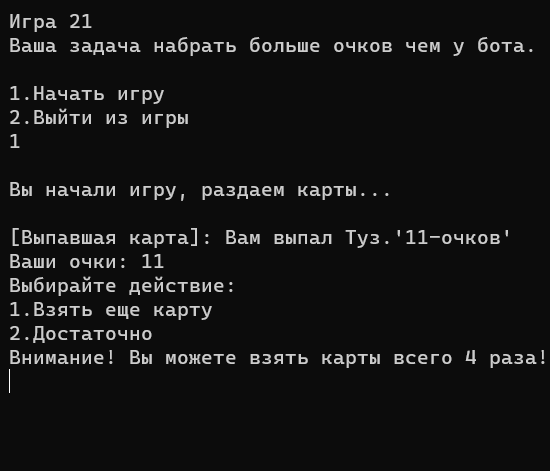 Игра 21
Ваша задача набрать больше очков чем у бота.
1.Начать игру
2.Выйти из игры
1
Вы начали игру, раздаем карты...
[Выпавшая карта]: Вам выпал Туз.'11-очков'
Ваши очки: 11
Выбирайте действие:
1.Взять еще карту
2.Достаточно
Внимание! Вы можете взять карты всего 4 раза!